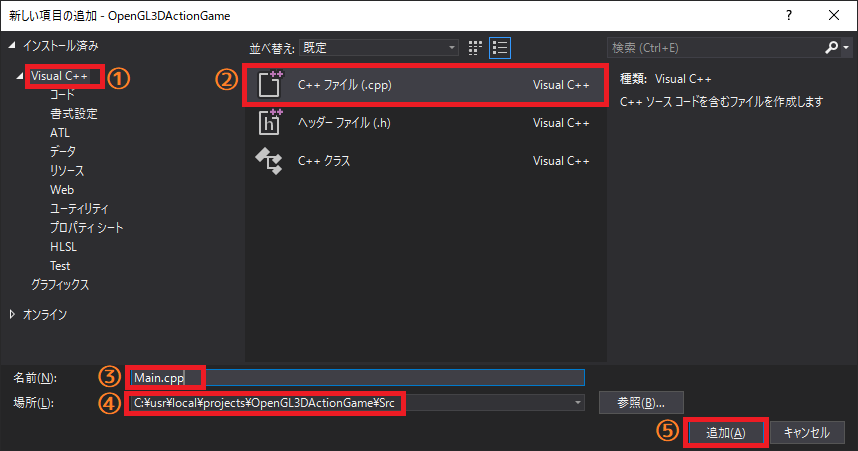 新しい項目の追加 - OpenGL3DActionGame
? ×
インストール済み
並べ替え: 既定
検索 (Ctrl+E)
Visual C++ ①
コード
書式設定
ATL
データ
リソース
Web
ユーティリティ
プロパティ シート
HLSL
Test
グラフィックス
オンライン
② C++ ファイル (.cpp) Visual C++
ヘッダー ファイル (.h) Visual C++
C++ クラス Visual C++
種類: Visual C++
C++ ソース コードを含むファイルを作成します
名前(N): ③ Main.cpp
場所(L): ④ C:¥usr¥local¥projects¥OpenGL3DActionGame¥Src
参照(B)...
⑤ 追加(A) キャンセル